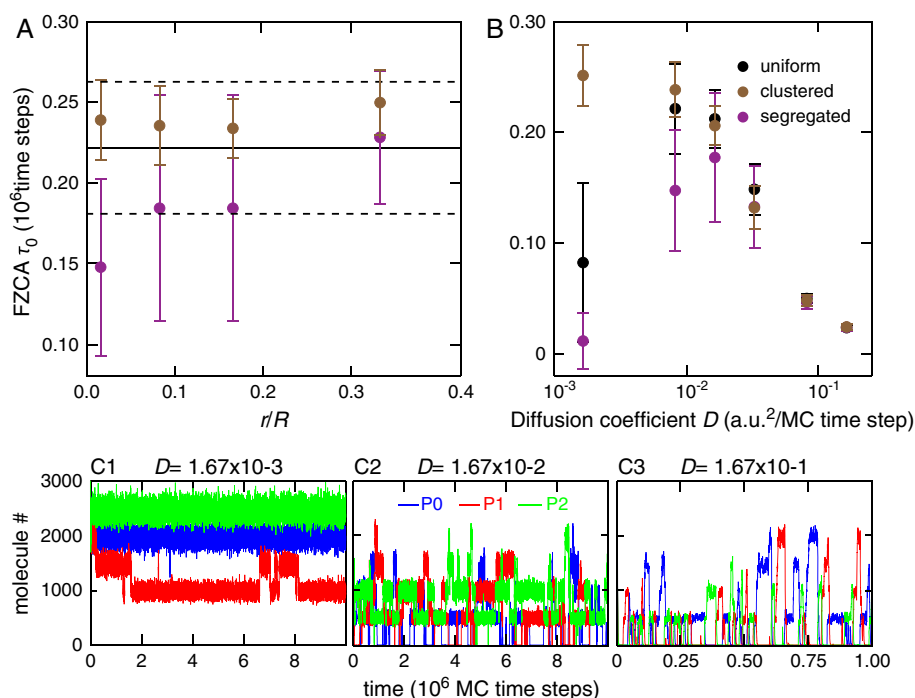 A
B
0.30
0.25
0.20
0.15
0.10
FZCA τ0 (10^6time steps)
0.0
0.1
0.2
0.3
0.4
r/R
0.30
0.20
0.10
0
uniform
clustered
segregated
10^-3
10^-2
10^-1
Diffusion coefficient D (a.u.^2/MC time step)
C1 D= 1.67x10-3
C2 D= 1.67x10-2
C3 D= 1.67x10-1
3000
2000
1000
0
molecule #
P0 P1 P2
0 2 4 6 8
0 2 4 6 8 10
0 0.25 0.50 0.75 1.00
time (10^6 MC time steps)